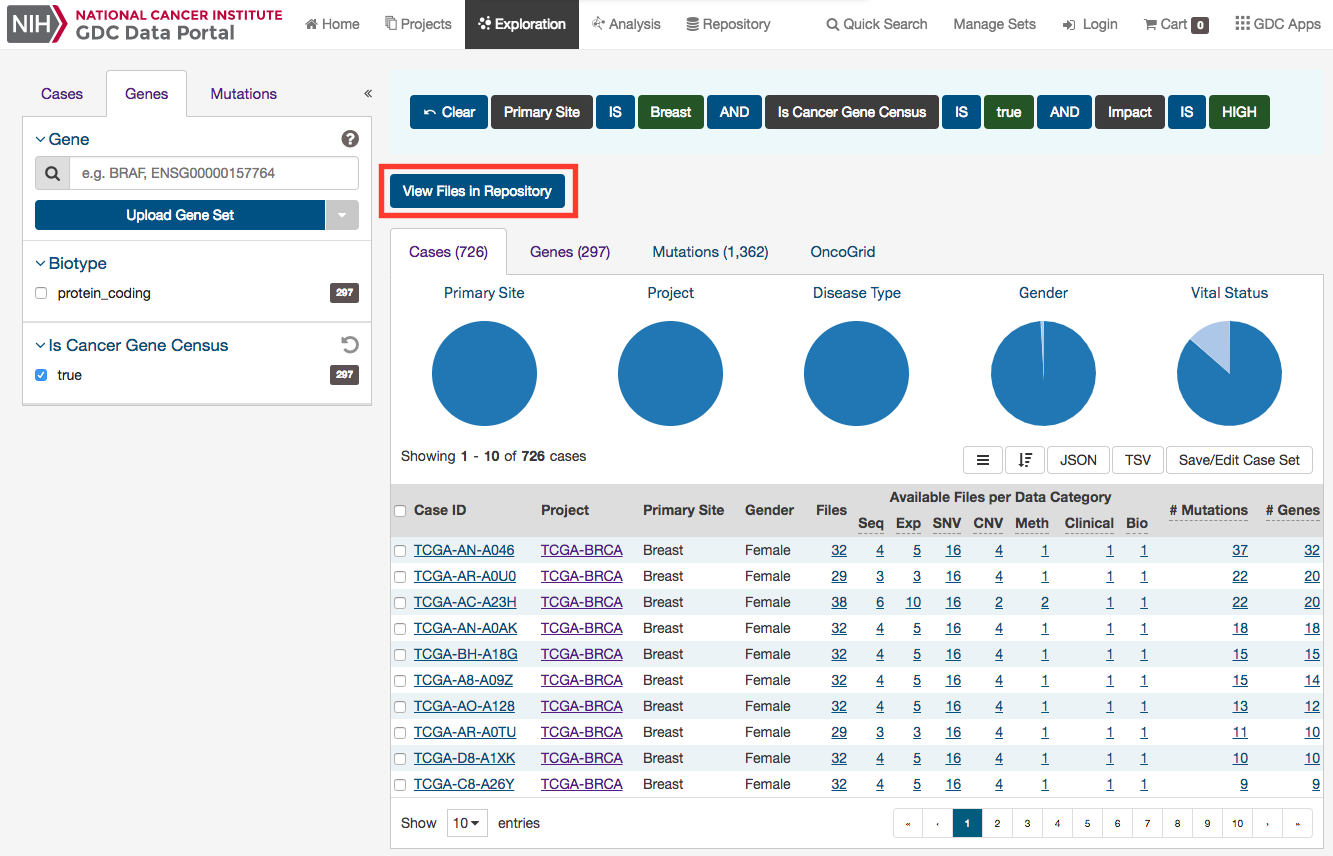 NIH NATIONAL CANCER INSTITUTE
GDC Data Portal
Home Projects Exploration Analysis Repository Quick Search Manage Sets Login Cart 0 GDC Apps
Cases Genes Mutations «
Gene ?
e.g. BRAF, ENSG00000157764
Upload Gene Set
Biotype
protein_coding 297
Is Cancer Gene Census
true 297
Clear Primary Site IS Breast AND Is Cancer Gene Census IS true AND Impact IS HIGH
View Files in Repository
Cases (726) Genes (297) Mutations (1,362) OncoGrid
Primary Site Project Disease Type Gender Vital Status
Showing 1 - 10 of 726 cases
JSON TSV Save/Edit Case Set
Available Files per Data Category
Case ID Project Primary Site Gender Files # Mutations # Genes
Seq Exp SNV CNV Meth Clinical Bio
TCGA-AN-A046 TCGA-BRCA Breast Female 32 4 5 16 4 1 1 1 37 32
TCGA-AR-A0U0 TCGA-BRCA Breast Female 29 3 3 16 4 1 1 1 22 20
TCGA-AC-A23H TCGA-BRCA Breast Female 38 6 10 16 2 2 1 1 22 20
TCGA-AN-A0AK TCGA-BRCA Breast Female 32 4 5 16 4 1 1 1 18 18
TCGA-BH-A18G TCGA-BRCA Breast Female 32 4 5 16 4 1 1 1 15 15
TCGA-A8-A09Z TCGA-BRCA Breast Female 32 4 5 16 4 1 1 1 15 14
TCGA-AO-A128 TCGA-BRCA Breast Female 32 4 5 16 4 1 1 1 13 12
TCGA-AR-A0TU TCGA-BRCA Breast Female 29 3 3 16 4 1 1 1 11 10
TCGA-D8-A1XK TCGA-BRCA Breast Female 32 4 5 16 4 1 1 1 10 10
TCGA-C8-A26Y TCGA-BRCA Breast Female 32 4 5 16 4 1 1 1 9 9
Show 10 entries
« ‹ 1 2 3 4 5 6 7 8 9 10 › »